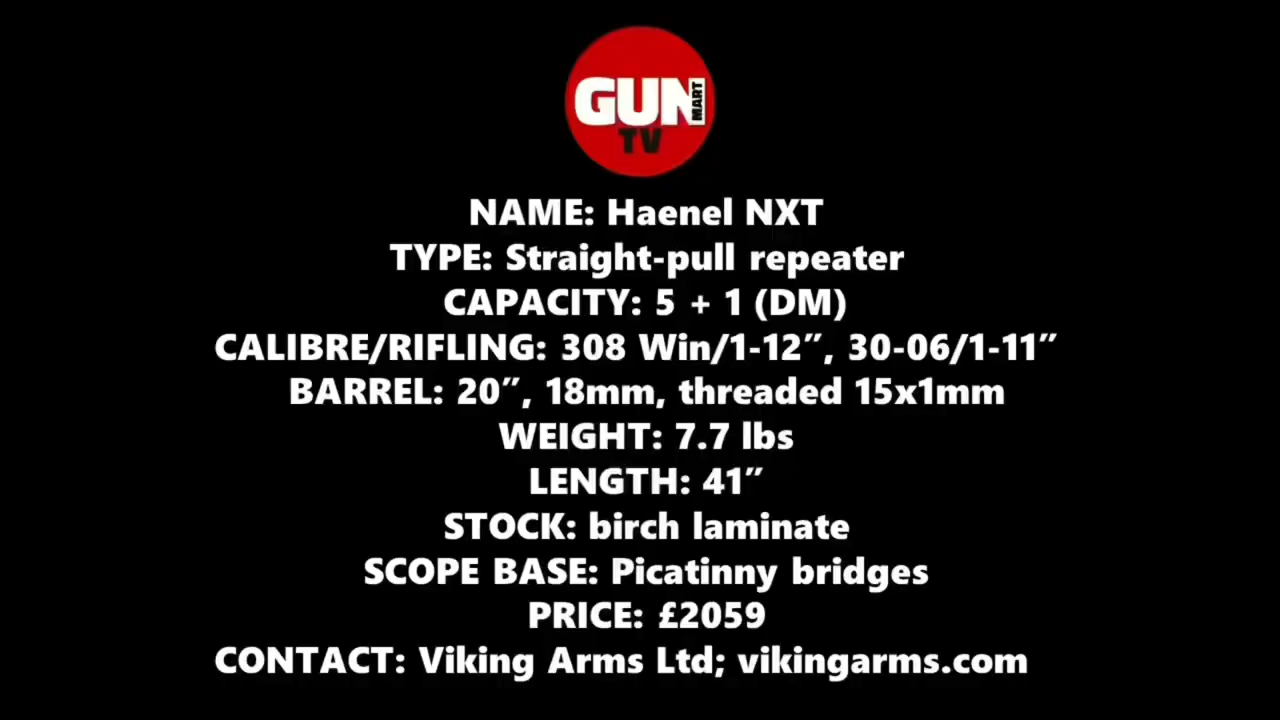 GUN MART
TV
NAME: Haenel NXT
TYPE: Straight-pull repeater
CAPACITY: 5 + 1 (DM)
CALIBRE/RIFLING: 308 Win/1-12”, 30-06/1-11”
BARREL: 20”, 18mm, threaded 15x1mm
WEIGHT: 7.7 lbs
LENGTH: 41”
STOCK: birch laminate
SCOPE BASE: Picatinny bridges
PRICE: £2059
CONTACT: Viking Arms Ltd; vikingarms.com